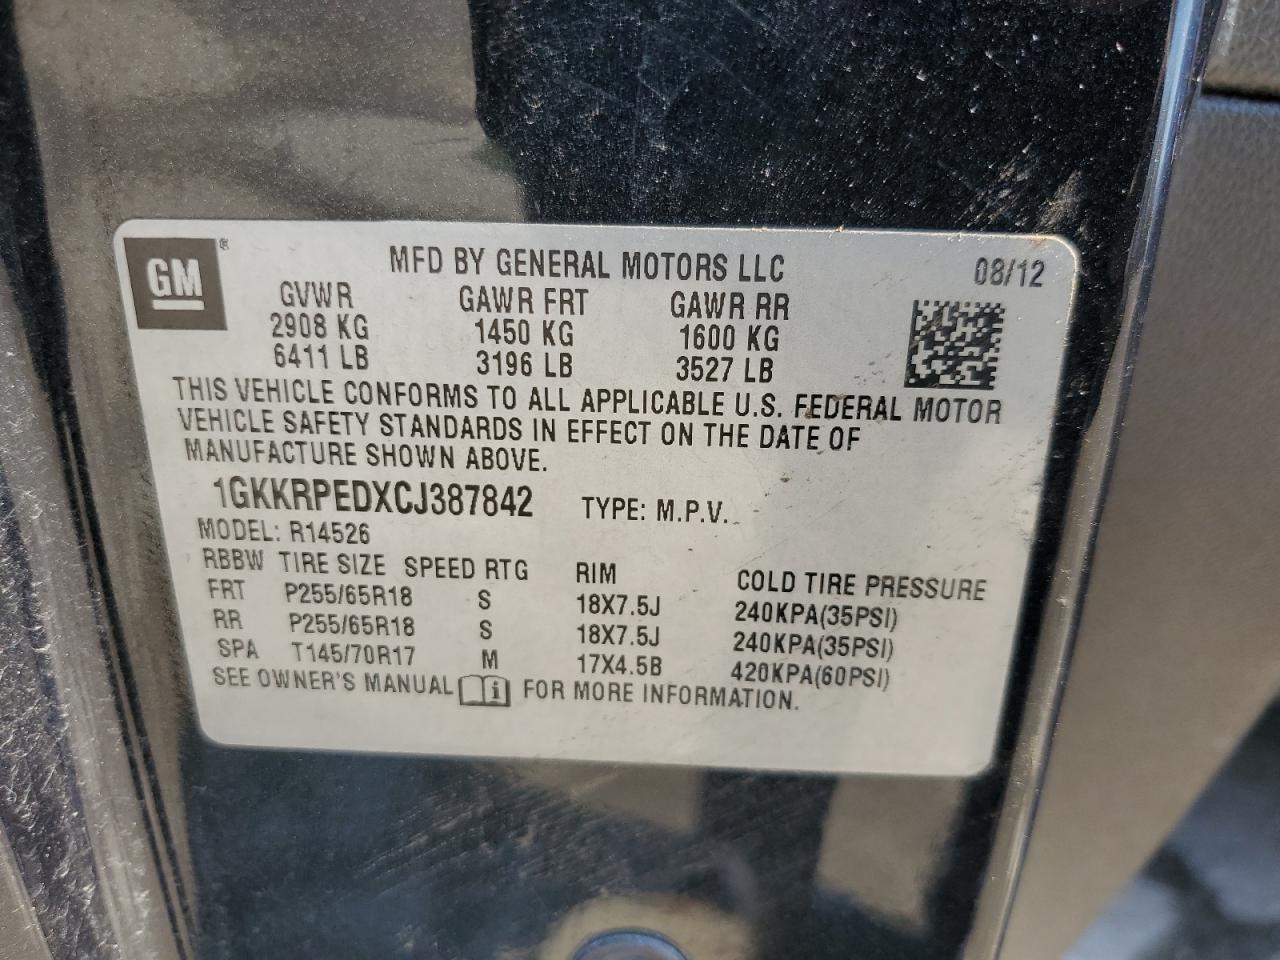 GM ®
MFD BY GENERAL MOTORS LLC 08/12
GVWR GAWR FRT GAWR RR
2908 KG 1450 KG 1600 KG
6411 LB 3196 LB 3527 LB
THIS VEHICLE CONFORMS TO ALL APPLICABLE U.S. FEDERAL MOTOR
VEHICLE SAFETY STANDARDS IN EFFECT ON THE DATE OF
MANUFACTURE SHOWN ABOVE.
1GKKRPEDXCJ387842 TYPE: M.P.V.
MODEL: R14526
RBBW TIRE SIZE SPEED RTG RIM COLD TIRE PRESSURE
FRT P255/65R18 S 18X7.5J 240KPA(35PSI)
RR P255/65R18 S 18X7.5J 240KPA(35PSI)
SPA T145/70R17 M 17X4.5B 420KPA(60PSI)
SEE OWNER'S MANUAL i FOR MORE INFORMATION.